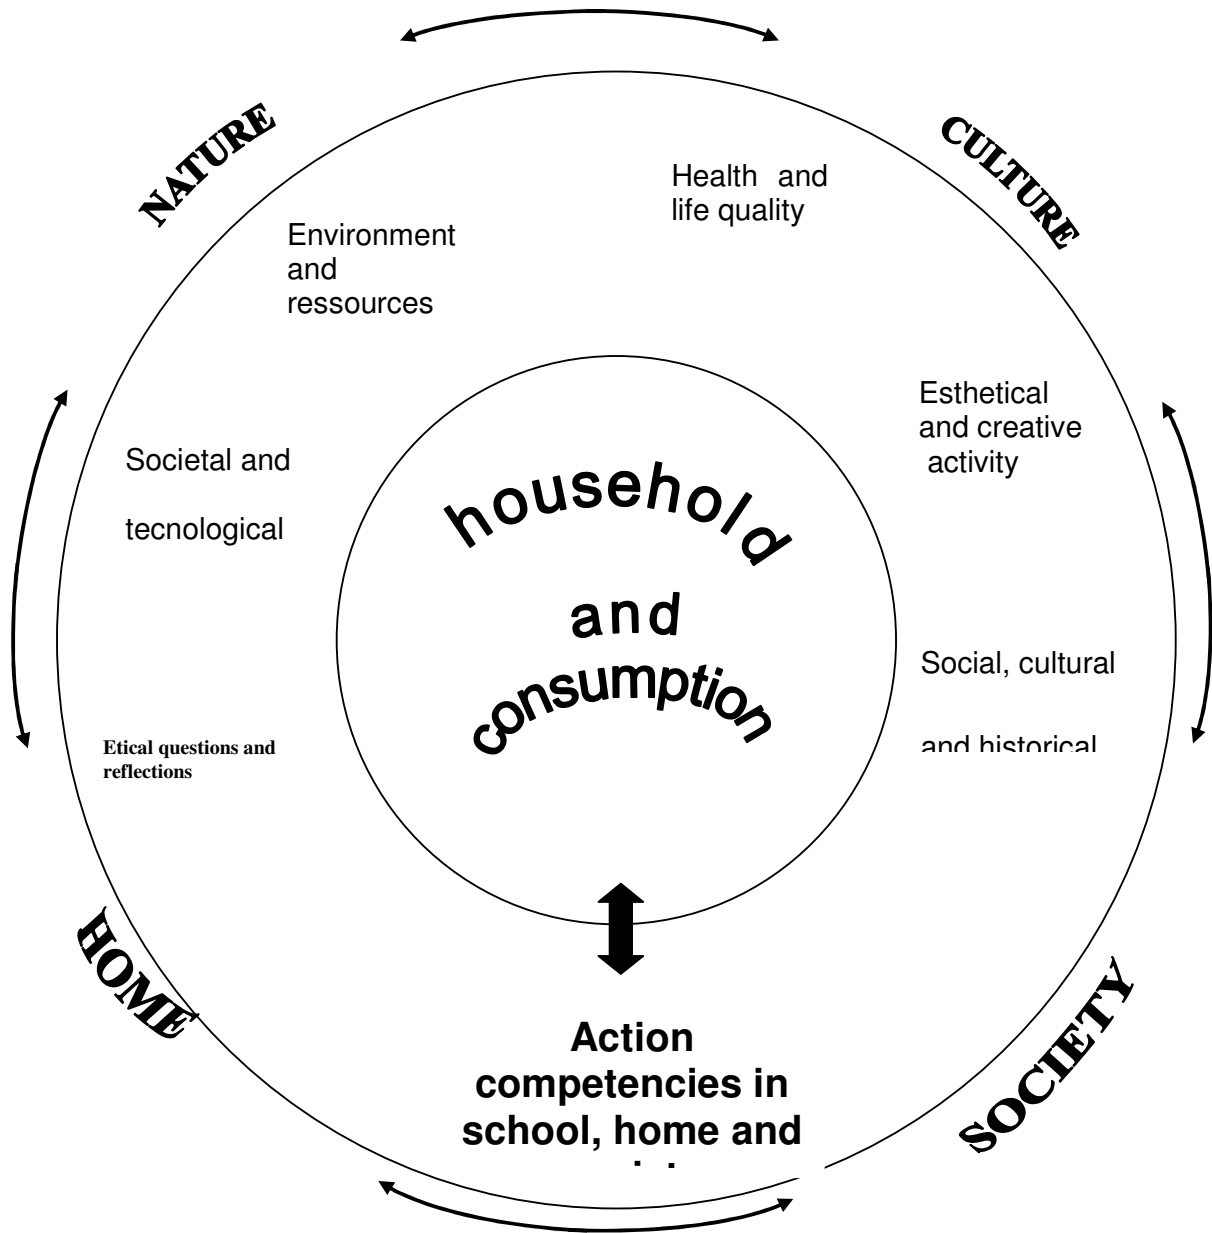 NATURE
CULTURE
Health and
life quality
Environment
and
ressources
Esthetical
and creative
activity
Societal and
tecnological
household
and
consumption
Social, cultural
and historical
Etical questions and
reflections
HOME
SOCIETY
Action
competencies in
school, home and